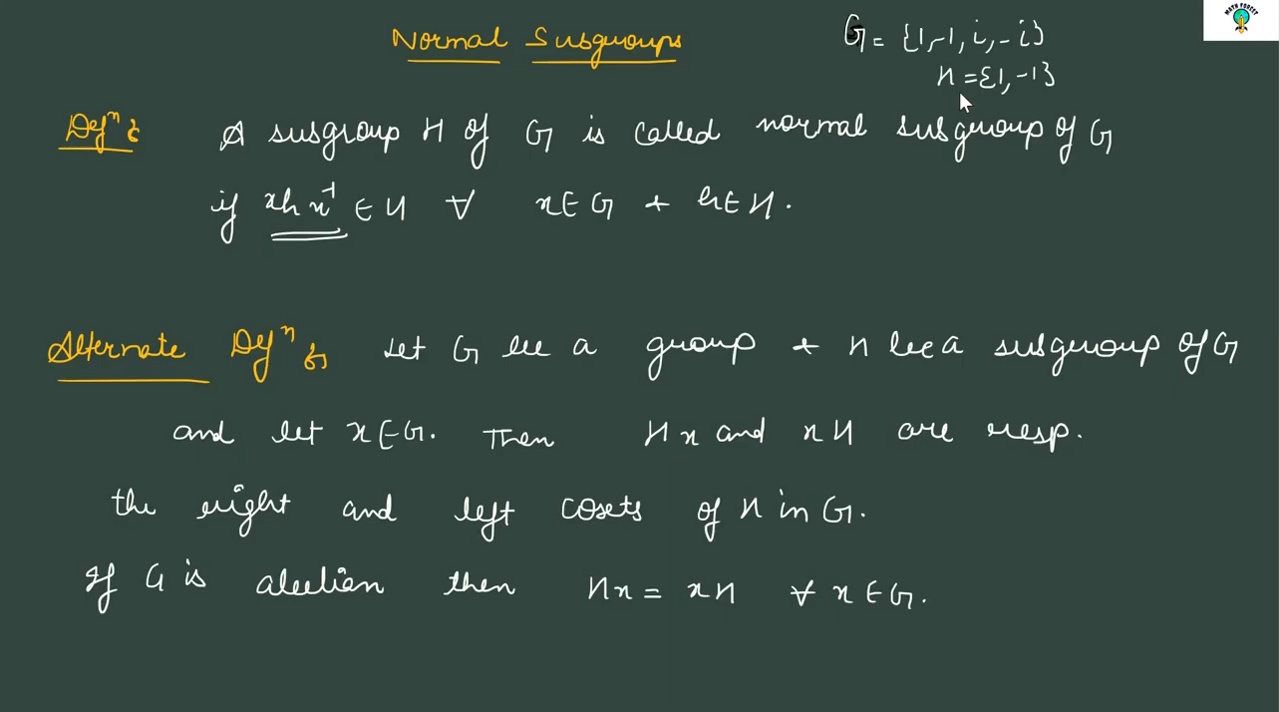 Normal Subgroups
G = {1, -1, i, -i}
H = {1, -1}
MATH FOREST
Defⁿ : A subgroup H of G is called normal subgroup of G
if xhx⁻¹ ∈ H ∀ x ∈ G + h ∈ H.
Alternate Defⁿ : Let G be a group + H be a subgroup of G
and let x ∈ G. Then Hx and xH are resp.
the right and left cosets of H in G.
If G is abelian then Hx = xH ∀ x ∈ G.